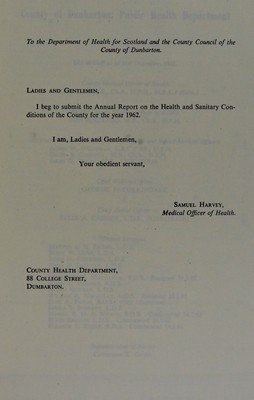 To the Department of Health for Scotland and the County Council of the
County of Dunbarton.
LADIES AND GENTLEMEN,
I beg to submit the Annual Report on the Health and Sanitary Con-
ditions of the County for the year 1962.
I am, Ladies and Gentlemen,
Your obedient servant,
SAMUEL HARVEY,
Medical Officer of Health.
COUNTY HEALTH DEPARTMENT,
88 COLLEGE STREET,
DUMBARTON.